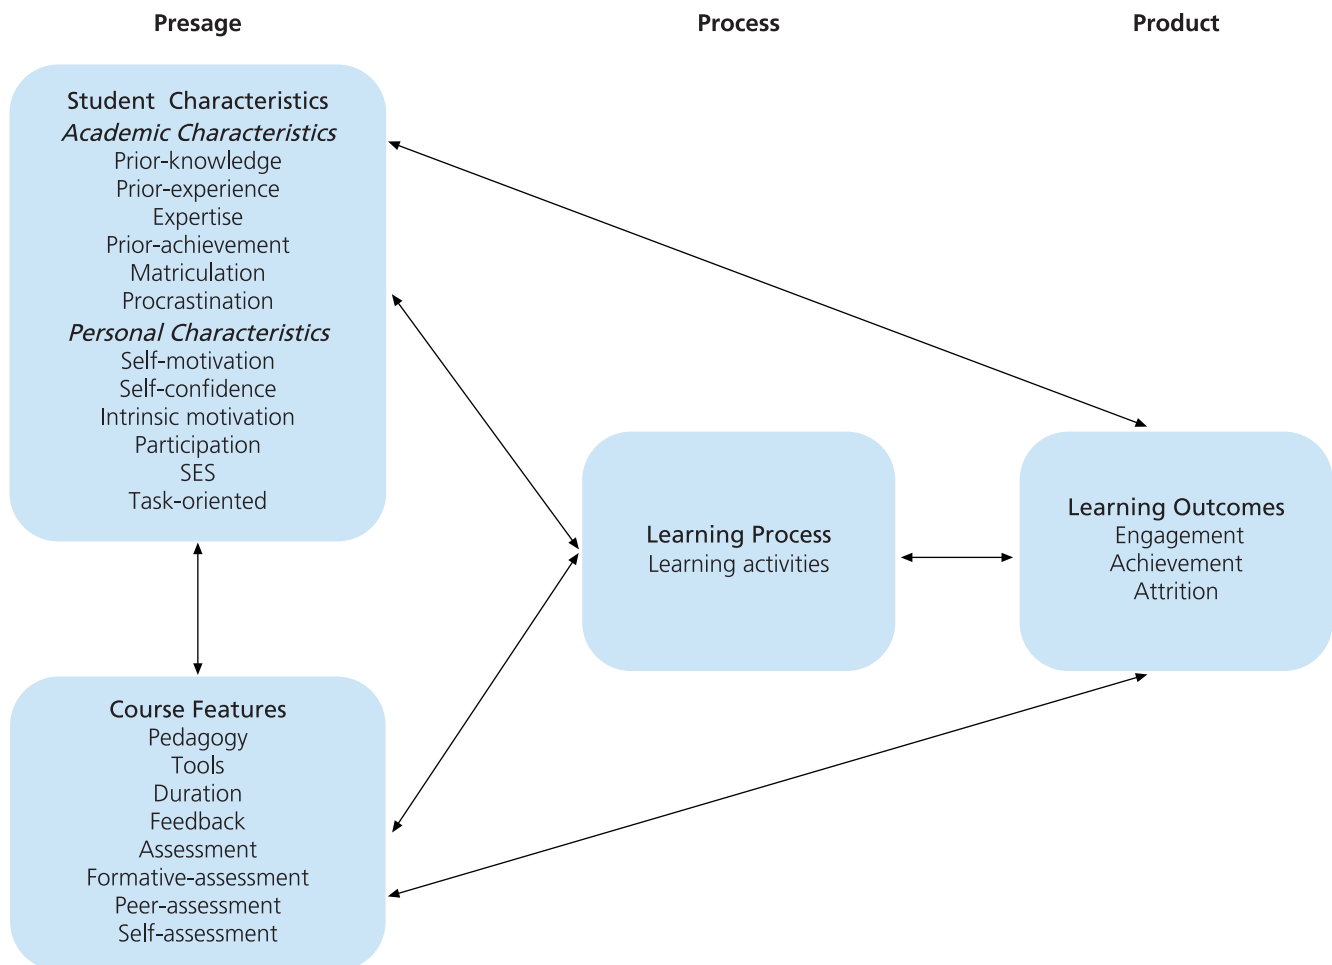 Presage
Process
Product
Student Characteristics
Academic Characteristics
Prior-knowledge
Prior-experience
Expertise
Prior-achievement
Matriculation
Procrastination
Personal Characteristics
Self-motivation
Self-confidence
Intrinsic motivation
Participation
SES
Task-oriented
Course Features
Pedagogy
Tools
Duration
Feedback
Assessment
Formative-assessment
Peer-assessment
Self-assessment
Learning Process
Learning activities
Learning Outcomes
Engagement
Achievement
Attrition